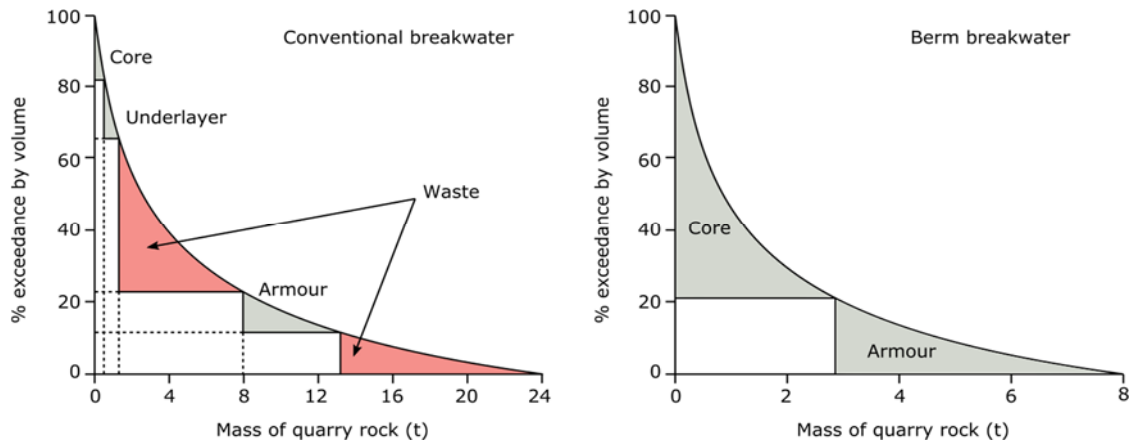 Conventional breakwater
% exceedance by volume
100
80
60
40
20
0
Core
Underlayer
Waste
Armour
0 4 8 12 16 20 24
Mass of quarry rock (t)
Berm breakwater
% exceedance by volume
100
80
60
40
20
0
Core
Armour
0 2 4 6 8
Mass of quarry rock (t)